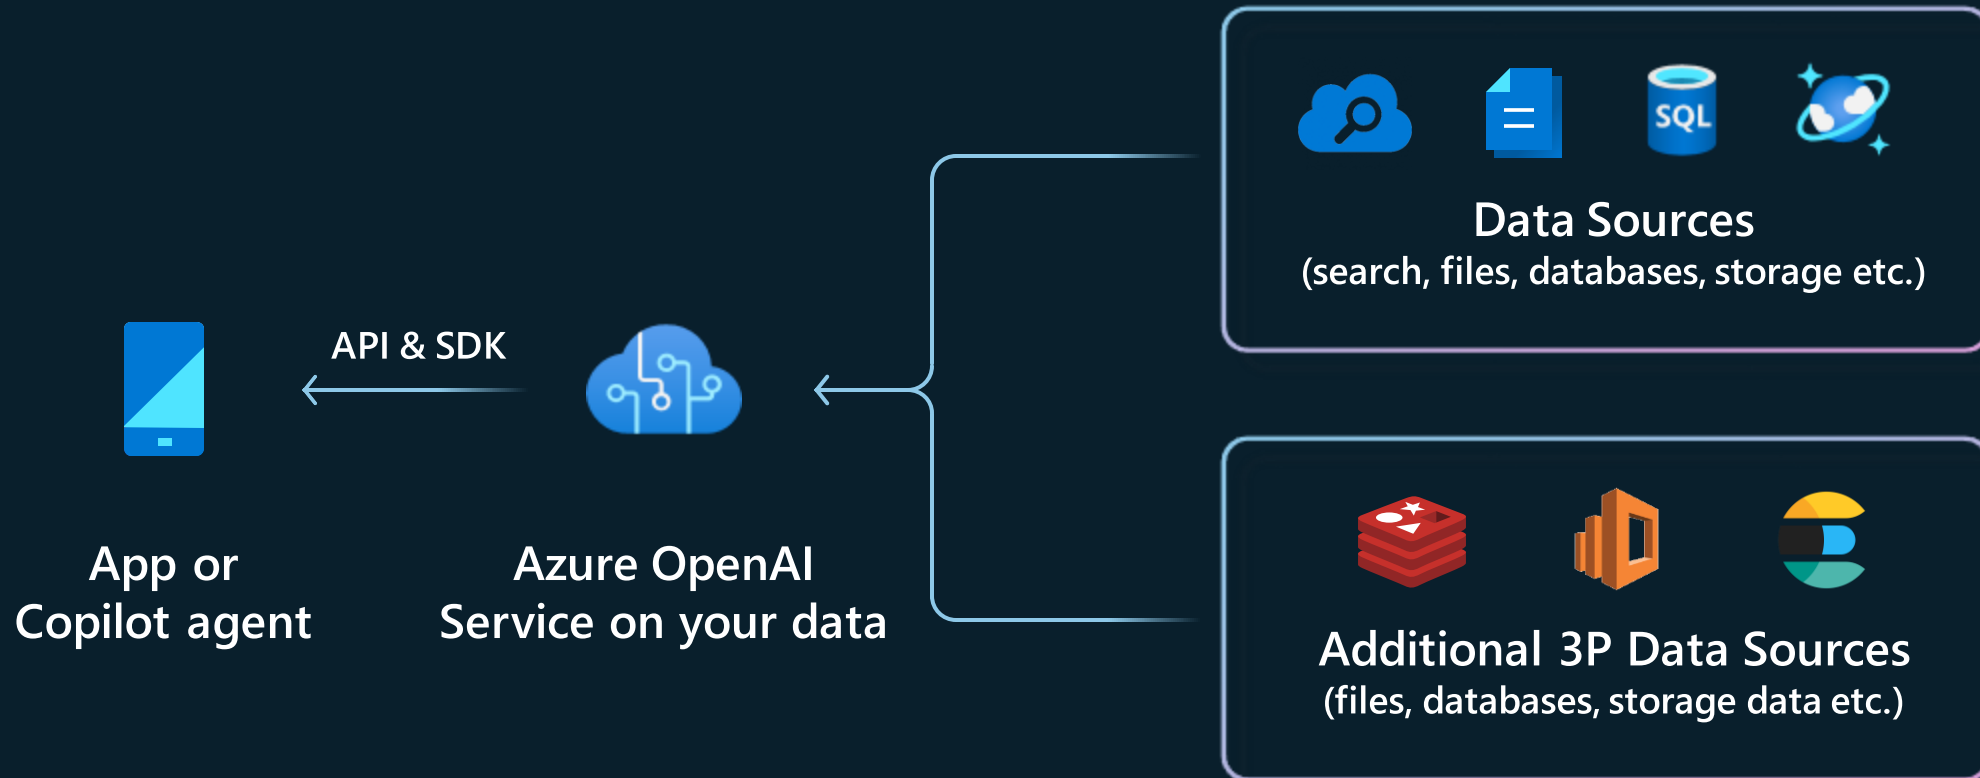 API & SDK
App or
Copilot agent
Azure OpenAI
Service on your data
SQL
Data Sources
(search, files, databases, storage etc.)
Additional 3P Data Sources
(files, databases, storage data etc.)